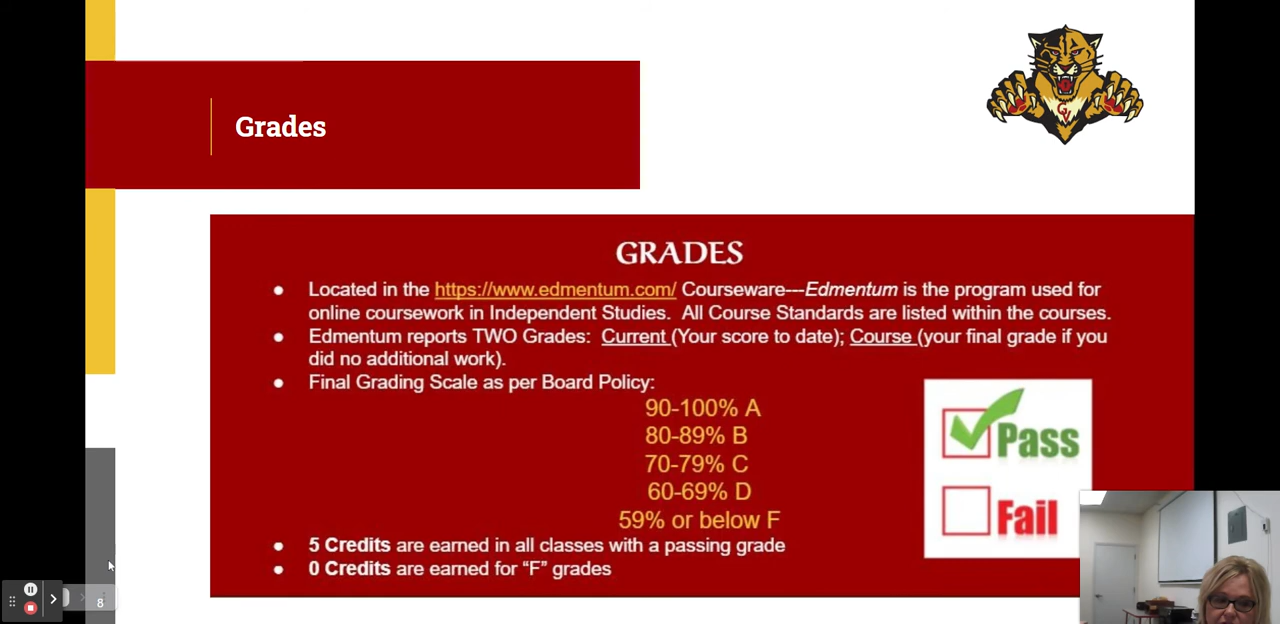 Grades
GV
GRADES
Located in the https://www.edmentum.com/ Courseware---Edmentum is the program used for
online coursework in Independent Studies.  All Course Standards are listed within the courses.
Edmentum reports TWO Grades:  Current (Your score to date); Course (your final grade if you
did no additional work).
Final Grading Scale as per Board Policy:
90-100% A
80-89% B
70-79% C
60-69% D
59% or below F
Pass
Fail
5 Credits are earned in all classes with a passing grade
0 Credits are earned for “F” grades
8